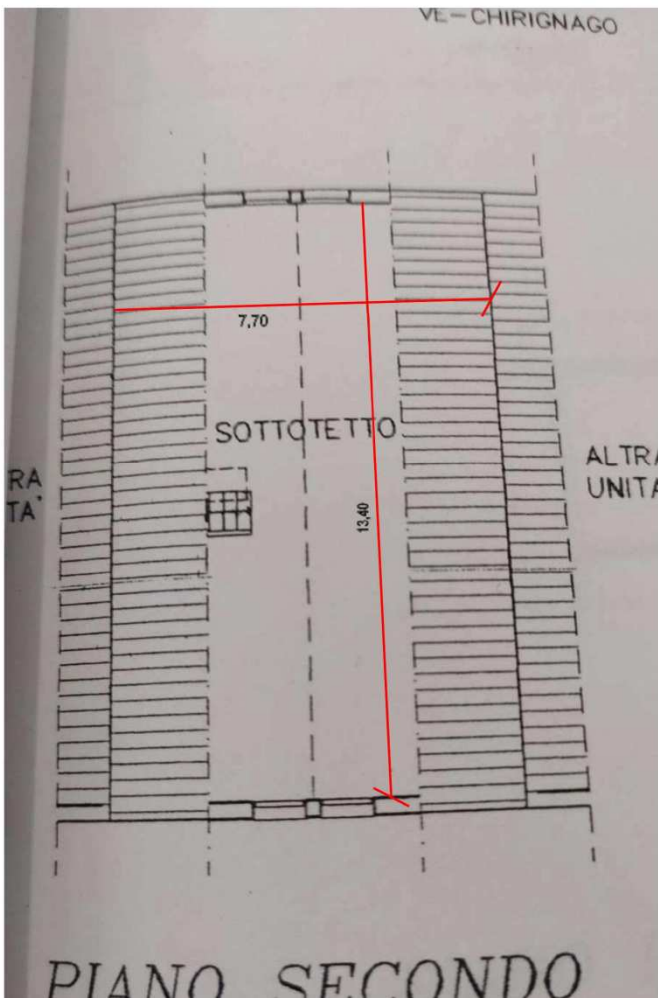 VE-CHIRIGNAGO
7,70
SOTTOTETTO
RA
TA'
ALTRA
UNITA
13,40
PIANO SECONDO